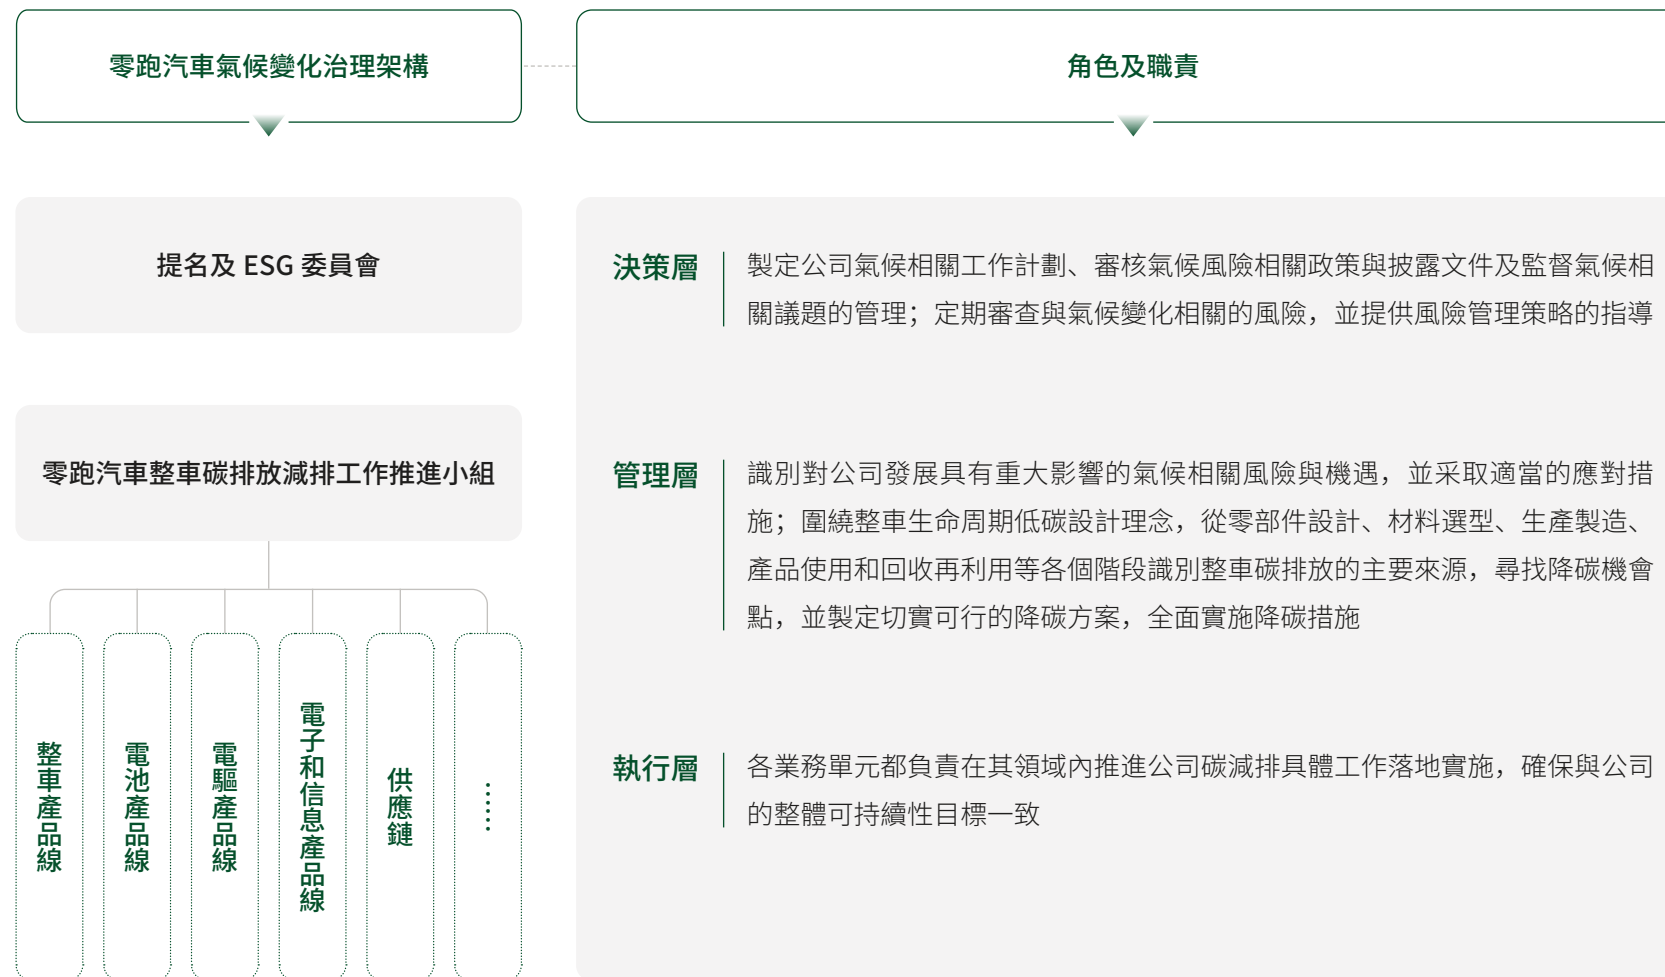 零跑汽車氣候變化治理架構
角色及職責
提名及 ESG 委員會
決策層
製定公司氣候相關工作計劃、審核氣候風險相關政策與披露文件及監督氣候相
關議題的管理；定期審查與氣候變化相關的風險，並提供風險管理策略的指導
零跑汽車整車碳排放減排工作推進小組
管理層
識別對公司發展具有重大影響的氣候相關風險與機遇，並采取適當的應對措
施；圍繞整車生命周期低碳設計理念，從零部件設計、材料選型、生產製造、
產品使用和回收再利用等各個階段識別整車碳排放的主要來源，尋找降碳機會
點，並製定切實可行的降碳方案，全面實施降碳措施
整車產品線
電池產品線
電驅產品線
電子和信息產品線
供應鏈
……
執行層
各業務單元都負責在其領域內推進公司碳減排具體工作落地實施，確保與公司
的整體可持續性目標一致